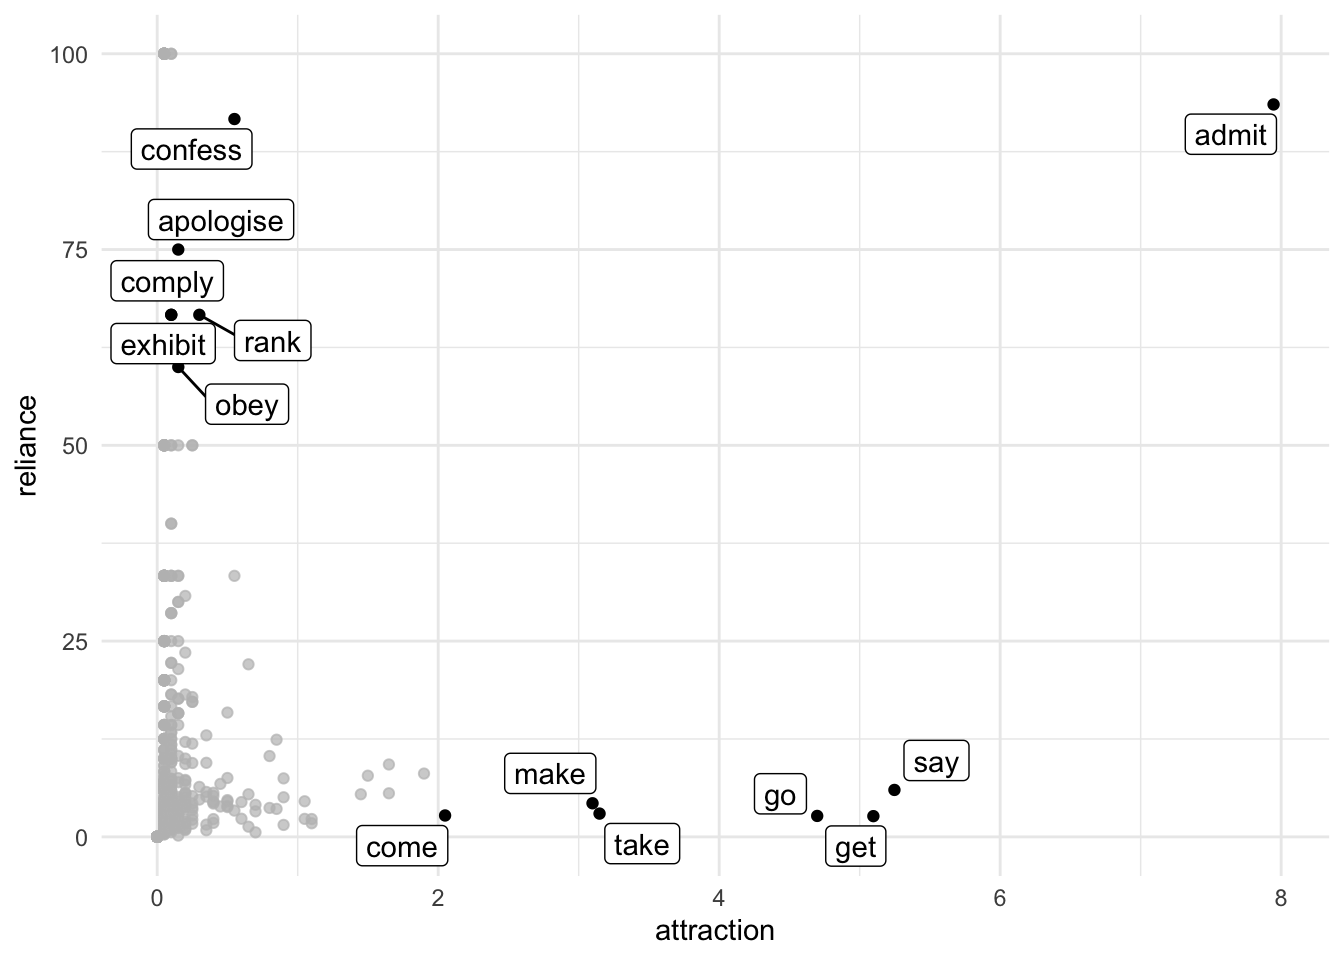 100
confess
admit
apologise
75
comply
exhibit
rank
obey
50
reliance
25
make
say
go
0
come
take
get
0
2
4
6
8
attraction